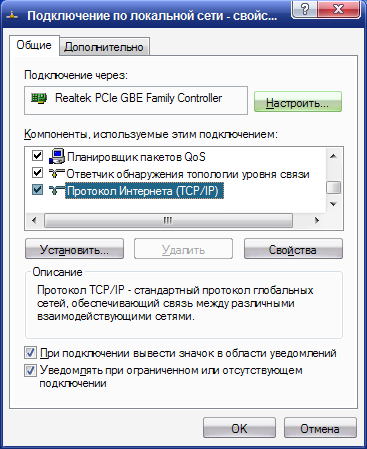 Подключение по локальной сети - свойс...
Общие
Дополнительно
Подключение через:
Realtek PCIe GBE Family Controller
Настроить...
Компоненты, используемые этим подключением:
Планировщик пакетов QoS
Ответчик обнаружения топологии уровня связи
Протокол Интернета (TCP/IP)
Установить...
Удалить
Свойства
Описание
Протокол TCP/IP - стандартный протокол глобальных
сетей, обеспечивающий связь между различными
взаимодействующими сетями.
При подключении вывести значок в области уведомлений
Уведомлять при ограниченном или отсутствующем
подключении
OK
Отмена